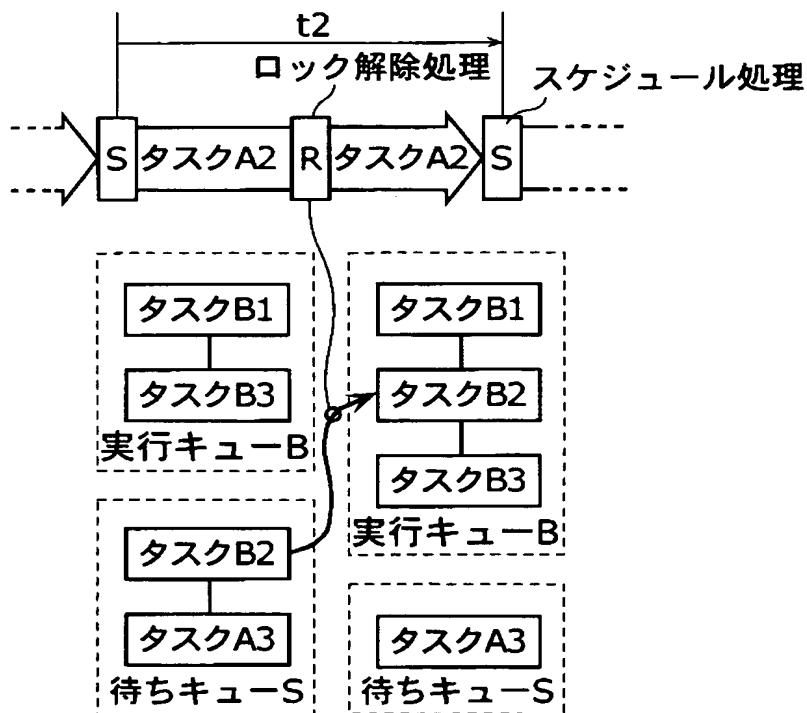 t2
ロック解除処理
スケジュール処理
S タスクA2 R タスクA2 S
タスクB1
タスクB3
実行キューB
タスクB2
タスクA3
待ちキューS
タスクB1
タスクB2
タスクB3
実行キューB
タスクA3
待ちキューS